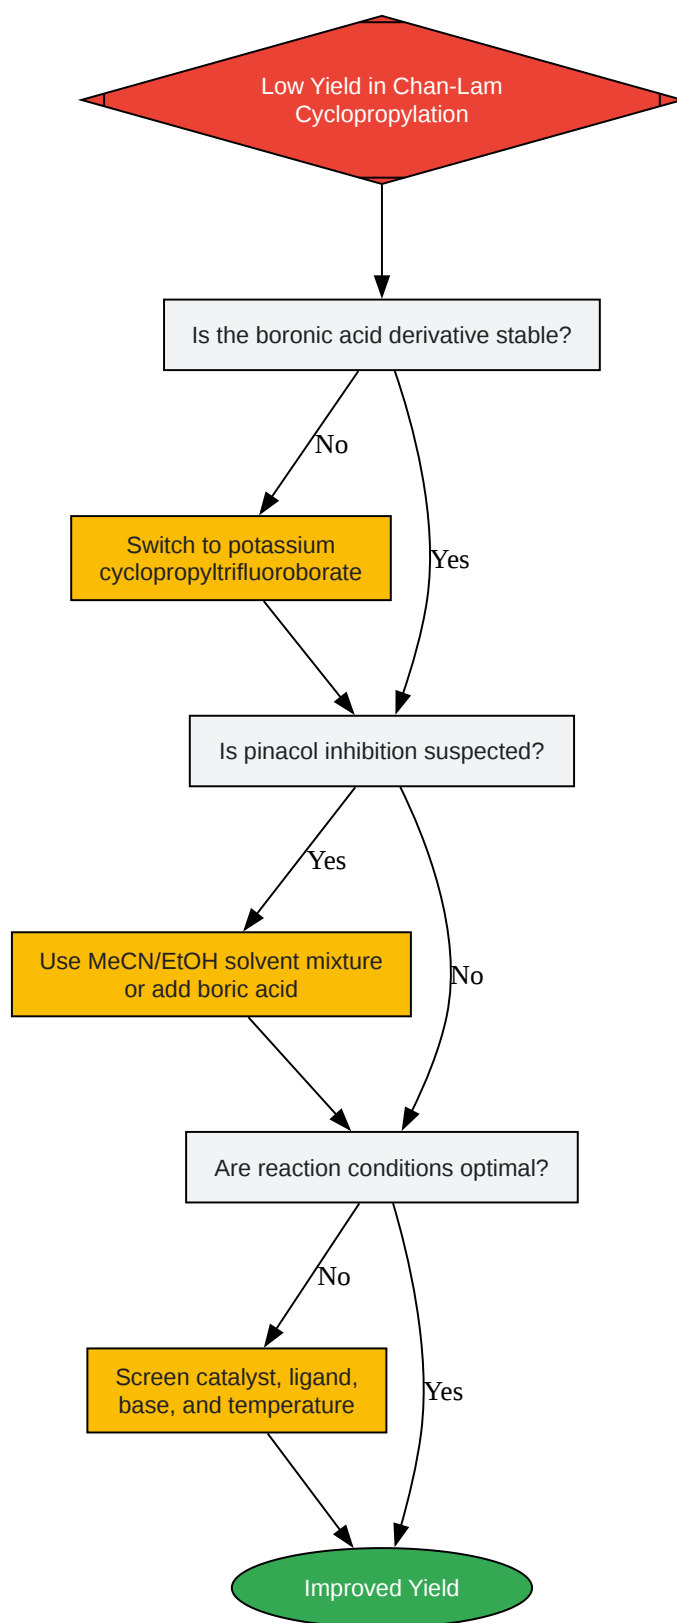 Low Yield in Chan-Lam
Cyclopropylation
Is the boronic acid derivative stable?
No
Switch to potassium
cyclopropyltrifluoroborate
Yes
Is pinacol inhibition suspected?
Yes
Use MeCN/EtOH solvent mixture
or add boric acid
No
Are reaction conditions optimal?
No
Screen catalyst, ligand,
base, and temperature
Yes
Improved Yield